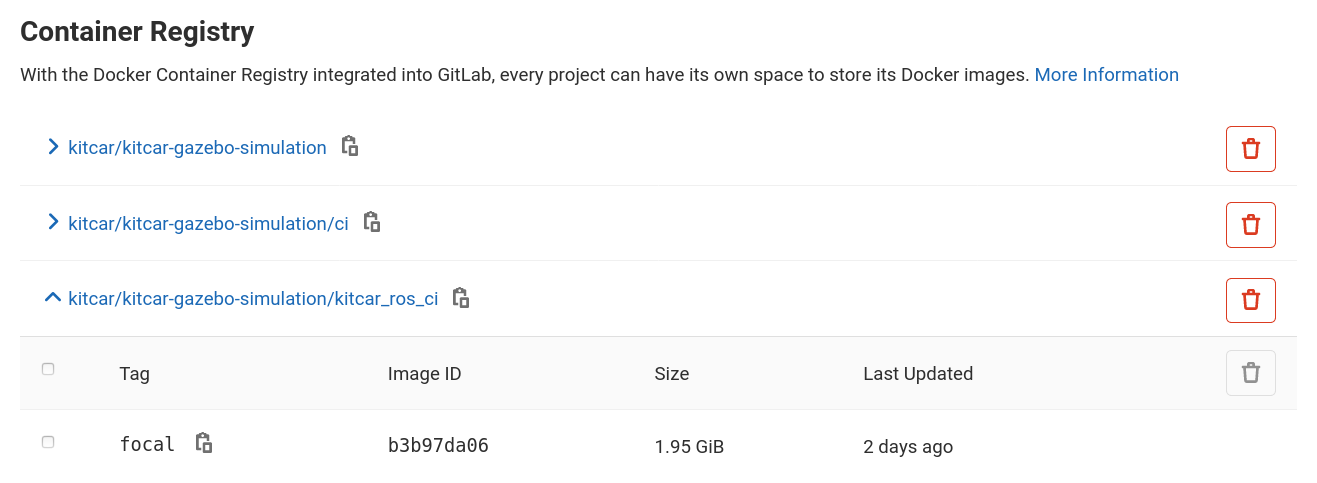 Container Registry
With the Docker Container Registry integrated into GitLab, every project can have its own space to store its Docker images. More Information
kitcar/kitcar-gazebo-simulation
kitcar/kitcar-gazebo-simulation/ci
kitcar/kitcar-gazebo-simulation/kitcar_ros_ci
Tag Image ID Size Last Updated
focal b3b97da06 1.95 GiB 2 days ago